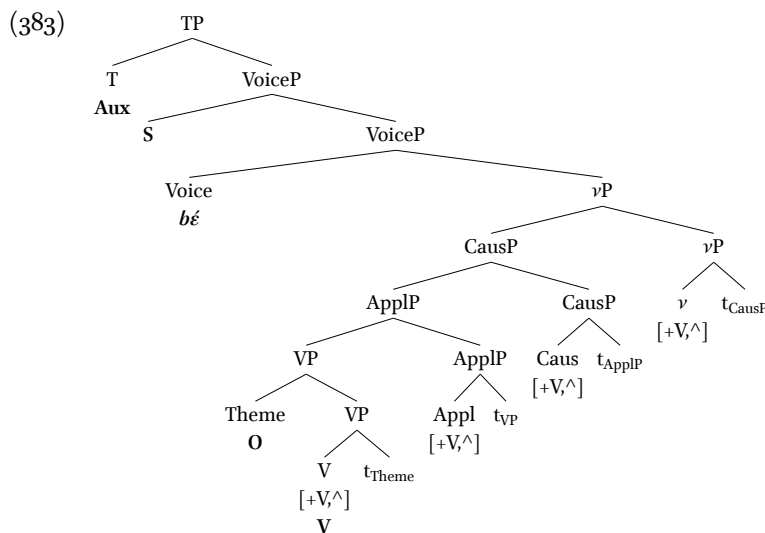 (383)
TP
T VoiceP
Aux
S VoiceP
Voice νP
bέ
CausP νP
ApplP CausP ν t_CausP
[+V,^]
VP ApplP Caus t_ApplP
[+V,^]
Theme VP Appl t_VP
O [+V,^]
V t_Theme
[+V,^]
V